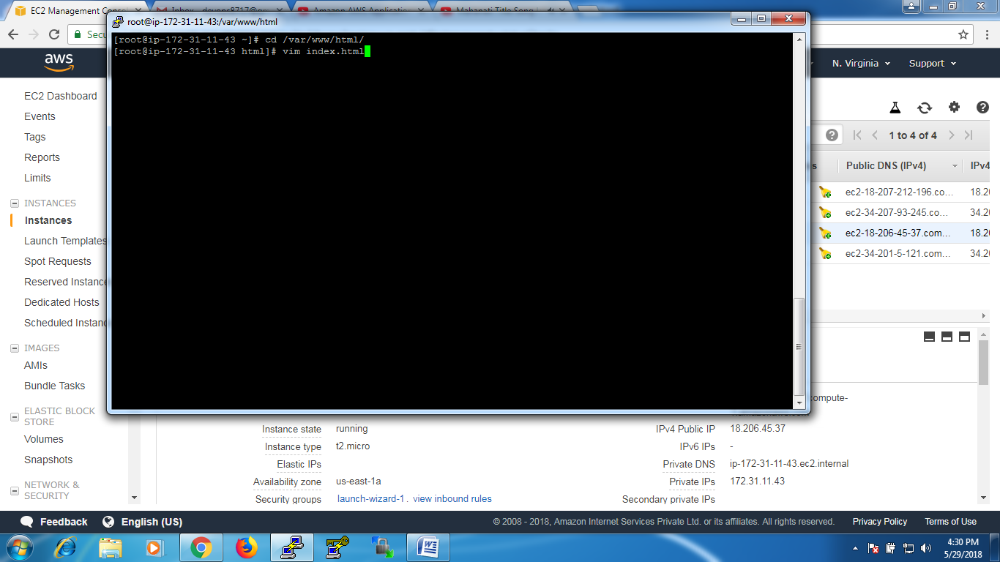 EC2 Management Cons
Inbox
Amazon AWS Applicatio
Mahapati Title Song
root@ip-172-31-11-43:/var/www/html
[root@ip-172-31-11-43 ~]# cd /var/www/html/
[root@ip-172-31-11-43 html]# vim index.html
Secure
aws
N. Virginia
Support
EC2 Dashboard
Events
Tags
Reports
Limits
INSTANCES
Instances
Launch Templates
Spot Requests
Reserved Instance
Dedicated Hosts
Scheduled Instanc
IMAGES
AMIs
Bundle Tasks
ELASTIC BLOCK
STORE
Volumes
Snapshots
NETWORK &
SECURITY
1 to 4 of 4
s Public DNS (IPv4) IPv4
ec2-18-207-212-196.co... 18.20
ec2-34-207-93-245.co... 34.20
ec2-18-206-45-37.com... 18.20
ec2-34-201-5-121.com... 34.20
compute-
Instance state running IPv4 Public IP 18.206.45.37
Instance type t2.micro IPv6 IPs -
Elastic IPs Private DNS ip-172-31-11-43.ec2.internal
Availability zone us-east-1a Private IPs 172.31.11.43
Security groups launch-wizard-1. view inbound rules Secondary private IPs
Feedback English (US) © 2008 - 2018, Amazon Internet Services Private Ltd. or its affiliates. All rights reserved. Privacy Policy Terms of Use
4:30 PM
5/29/2018